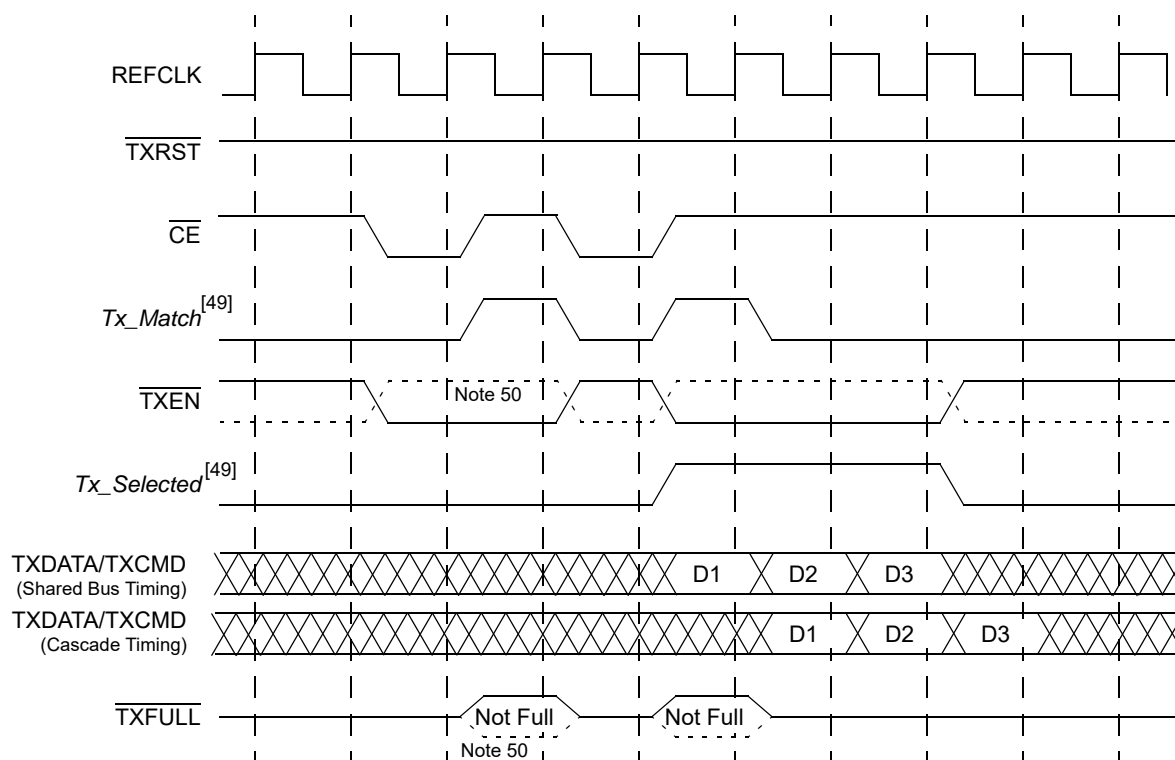 REFCLK
TXRST
CE
Tx_Match[49]
TXEN
Note 50
Tx_Selected[49]
TXDATA/TXCMD
(Shared Bus Timing)
D1 D2 D3
TXDATA/TXCMD
(Cascade Timing)
D1 D2 D3
TXFULL
Not Full Not Full
Note 50